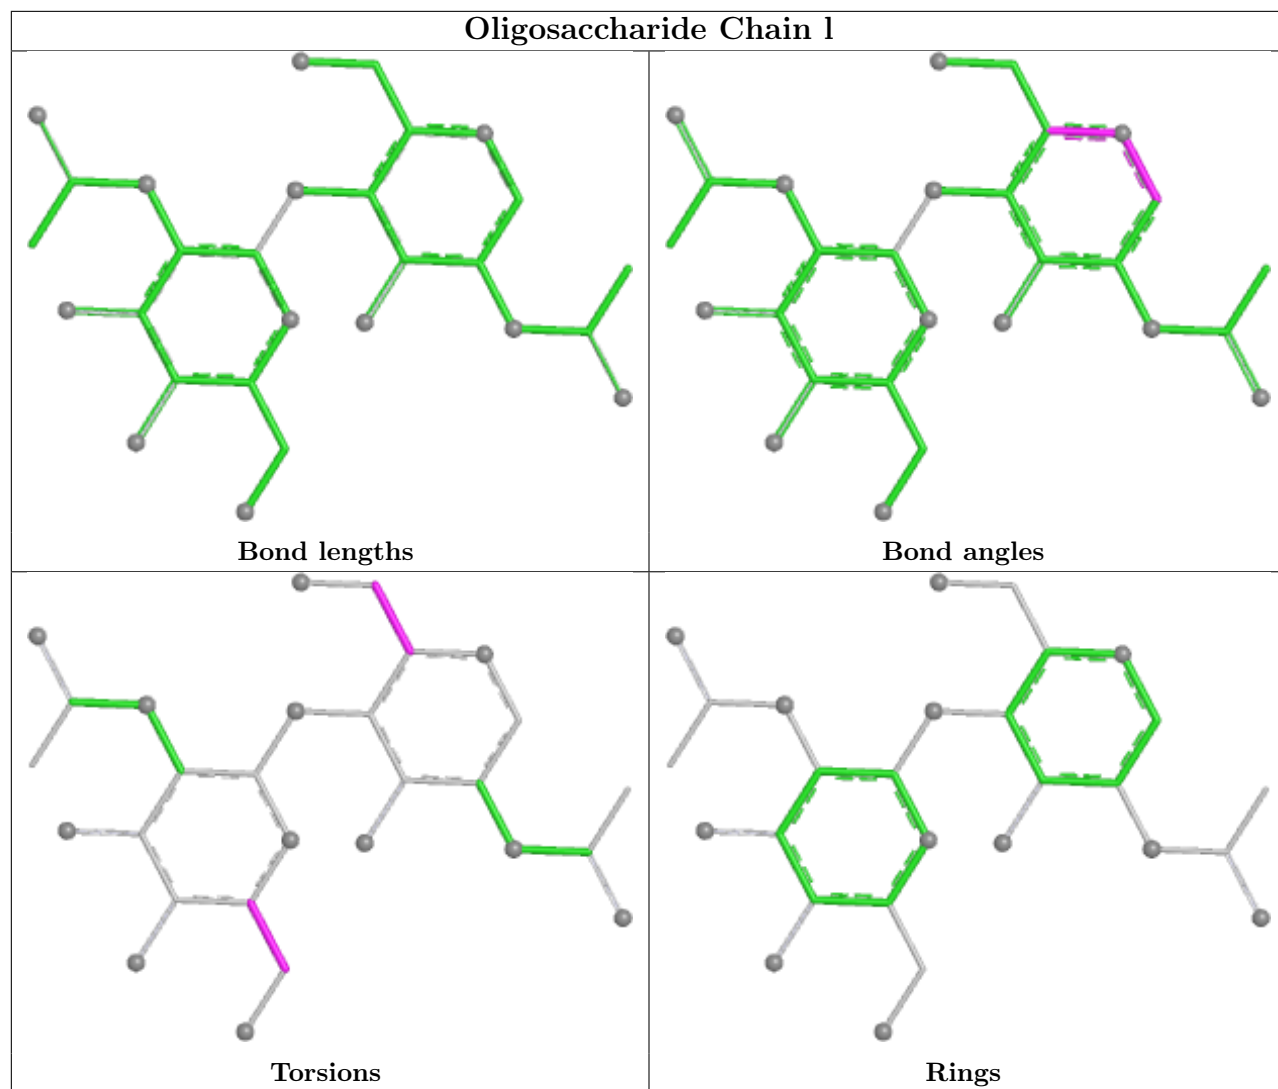 Oligosaccharide Chain l
Bond lengths
Bond angles
Torsions
Rings